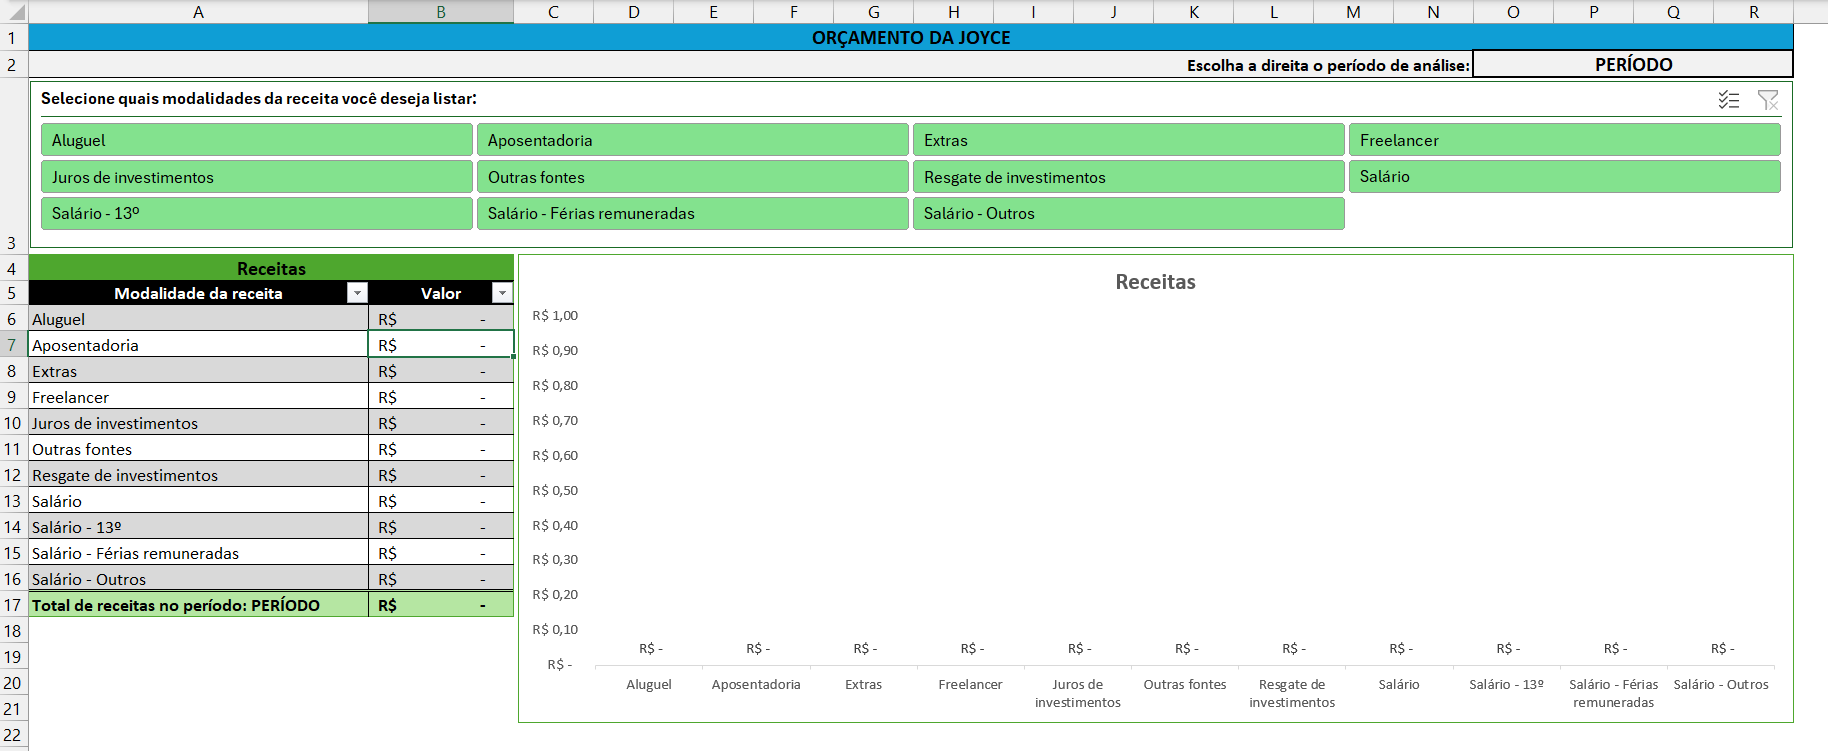 A B C D E F G H I J K L M N O P Q R
1 ORÇAMENTO DA JOYCE
2 Escolha a direita o período de análise: PERÍODO
Selecione quais modalidades da receita você deseja listar:
Aluguel Aposentadoria Extras Freelancer
Juros de investimentos Outras fontes Resgate de investimentos Salário
Salário - 13º Salário - Férias remuneradas Salário - Outros
3
4 Receitas
5 Modalidade da receita Valor
6 Aluguel R$ -
7 Aposentadoria R$ -
8 Extras R$ -
9 Freelancer R$ -
10 Juros de investimentos R$ -
11 Outras fontes R$ -
12 Resgate de investimentos R$ -
13 Salário R$ -
14 Salário - 13º R$ -
15 Salário - Férias remuneradas R$ -
16 Salário - Outros R$ -
17 Total de receitas no período: PERÍODO R$ -
18
19
20
21
22
Receitas
R$ 1,00
R$ 0,90
R$ 0,80
R$ 0,70
R$ 0,60
R$ 0,50
R$ 0,40
R$ 0,30
R$ 0,20
R$ 0,10
R$ - R$ - R$ - R$ - R$ - R$ - R$ - R$ - R$ - R$ - R$ -
R$ -
Aluguel Aposentadoria Extras Freelancer Juros de Outras fontes Resgate de Salário Salário - 13º Salário - Férias Salário - Outros
investimentos investimentos remuneradas